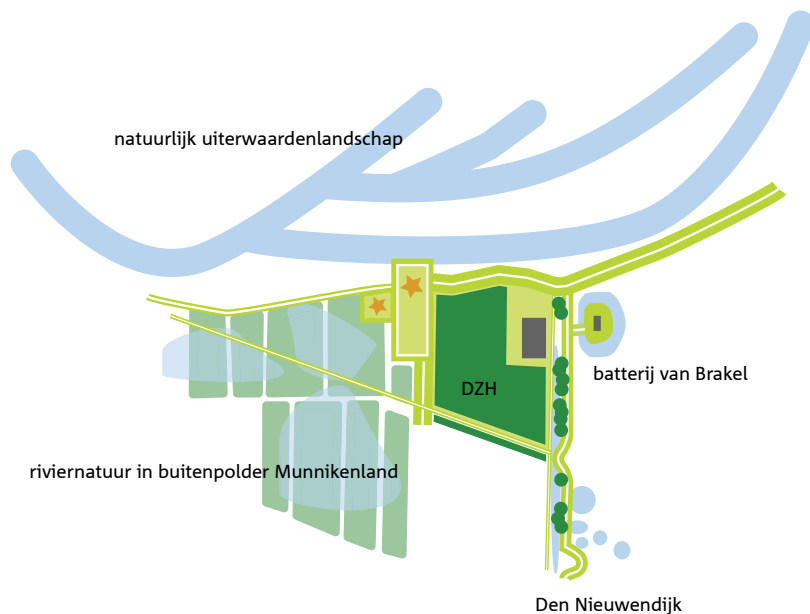 natuurlijk uiterwaardenlandschap
batterij van Brakel
DZH
riviernatuur in buitenpolder Munnikenland
Den Nieuwendijk